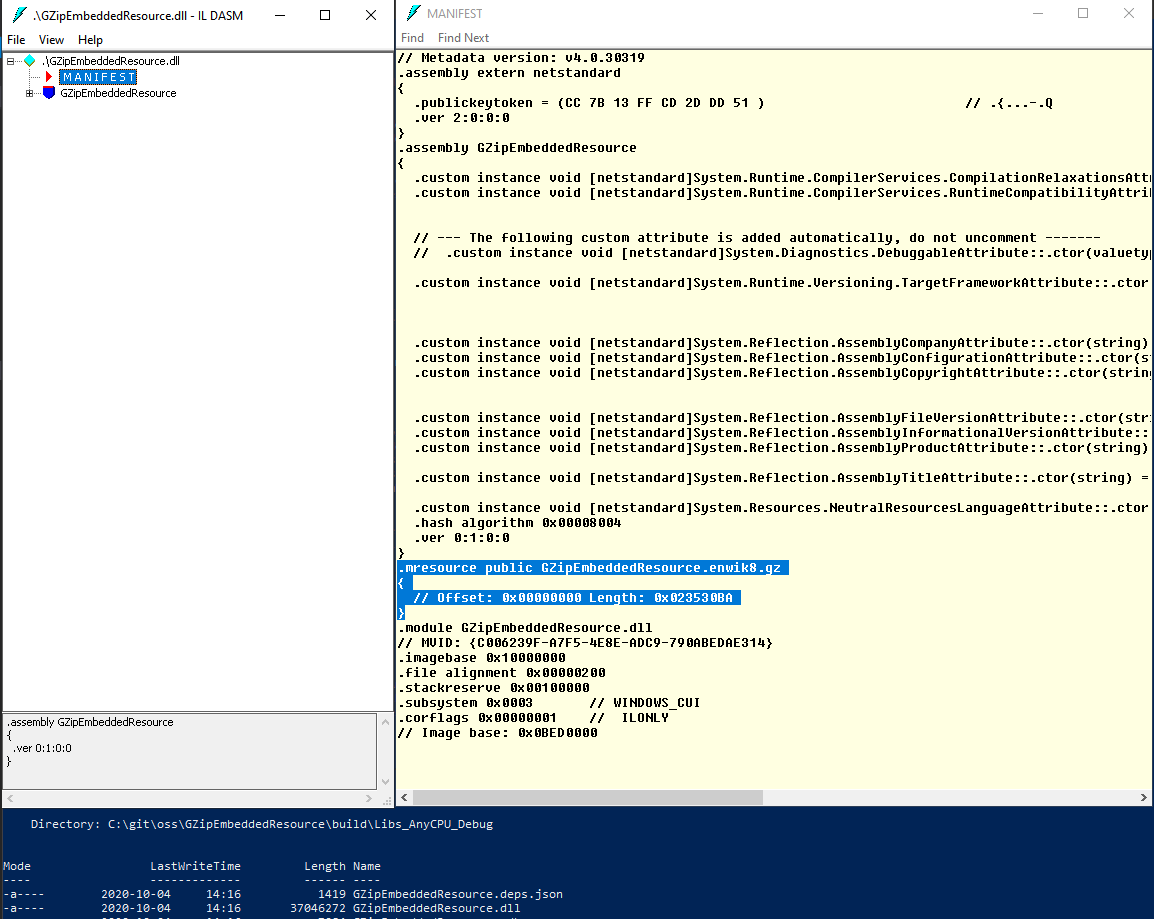 .\GZipEmbeddedResource.dll - IL DASM
File View Help
.\GZipEmbeddedResource.dll
MANIFEST
GZipEmbeddedResource
.assembly GZipEmbeddedResource
{
.ver 0:1:0:0
}
MANIFEST
Find Find Next
// Metadata version: v4.0.30319
.assembly extern netstandard
{
.publickeytoken = (CC 7B 13 FF CD 2D DD 51 ) // .{...-.Q
.ver 2:0:0:0
}
.assembly GZipEmbeddedResource
{
.custom instance void [netstandard]System.Runtime.CompilerServices.CompilationRelaxationsAtt
.custom instance void [netstandard]System.Runtime.CompilerServices.RuntimeCompatibilityAttri
// --- The following custom attribute is added automatically, do not uncomment -------
// .custom instance void [netstandard]System.Diagnostics.DebuggableAttribute::.ctor(valuety
.custom instance void [netstandard]System.Runtime.Versioning.TargetFrameworkAttribute::.ctor
.custom instance void [netstandard]System.Reflection.AssemblyCompanyAttribute::.ctor(string)
.custom instance void [netstandard]System.Reflection.AssemblyConfigurationAttribute::.ctor(s
.custom instance void [netstandard]System.Reflection.AssemblyCopyrightAttribute::.ctor(strin
.custom instance void [netstandard]System.Reflection.AssemblyFileVersionAttribute::.ctor(str
.custom instance void [netstandard]System.Reflection.AssemblyInformationalVersionAttribute::
.custom instance void [netstandard]System.Reflection.AssemblyProductAttribute::.ctor(string)
.custom instance void [netstandard]System.Reflection.AssemblyTitleAttribute::.ctor(string) =
.custom instance void [netstandard]System.Resources.NeutralResourcesLanguageAttribute::.ctor
.hash algorithm 0x00008004
.ver 0:1:0:0
}
.mresource public GZipEmbeddedResource.enwik8.gz
{
// Offset: 0x00000000 Length: 0x023530BA
}
.module GZipEmbeddedResource.dll
// MVID: {C006239F-A7F5-4E8E-ADC9-790ABEDAE314}
.imagebase 0x10000000
.file alignment 0x00000200
.stackreserve 0x00100000
.subsystem 0x0003 // WINDOWS_CUI
.corflags 0x00000001 // ILONLY
// Image base: 0x0BED0000
Directory: C:\git\oss\GZipEmbeddedResource\build\Libs_AnyCPU_Debug
Mode LastWriteTime Length Name
---- ------------- ------ ----
-a---- 2020-10-04 14:16 1419 GZipEmbeddedResource.deps.json
-a---- 2020-10-04 14:16 37046272 GZipEmbeddedResource.dll